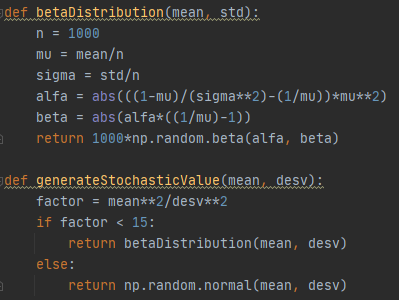 def betaDistribution(mean, std):
    n = 1000
    mu = mean/n
    sigma = std/n
    alfa = abs(((1-mu)/(sigma**2)-(1/mu))*mu**2)
    beta = abs(alfa*((1/mu)-1))
    return 1000*np.random.beta(alfa, beta)

def generateStochasticValue(mean, desv):
    factor = mean**2/desv**2
    if factor < 15:
        return betaDistribution(mean, desv)
    else:
        return np.random.normal(mean, desv)